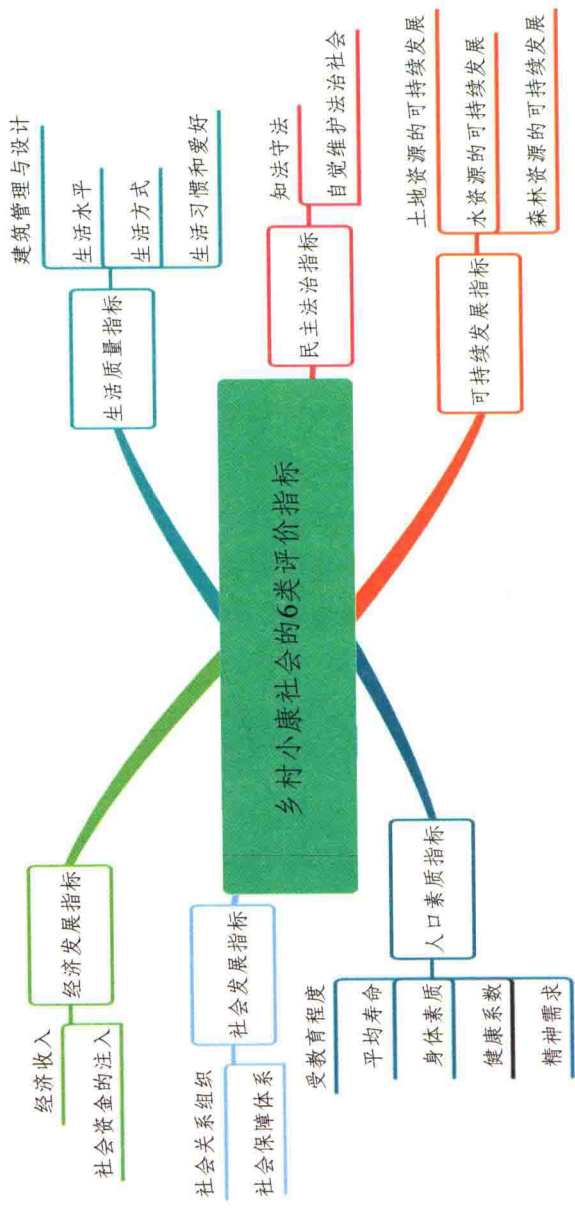 乡村小康社会的6类评价指标
经济发展指标
经济收入
社会资金的注入
社会发展指标
社会关系组织
社会保障体系
人口素质指标
受教育程度
平均寿命
身体素质
健康系数
精神需求
生活质量指标
建筑管理与设计
生活水平
生活方式
生活习惯和爱好
民主法治指标
知法守法
自觉维护法治社会
可持续发展指标
土地资源的可持续发展
水资源的可持续发展
森林资源的可持续发展